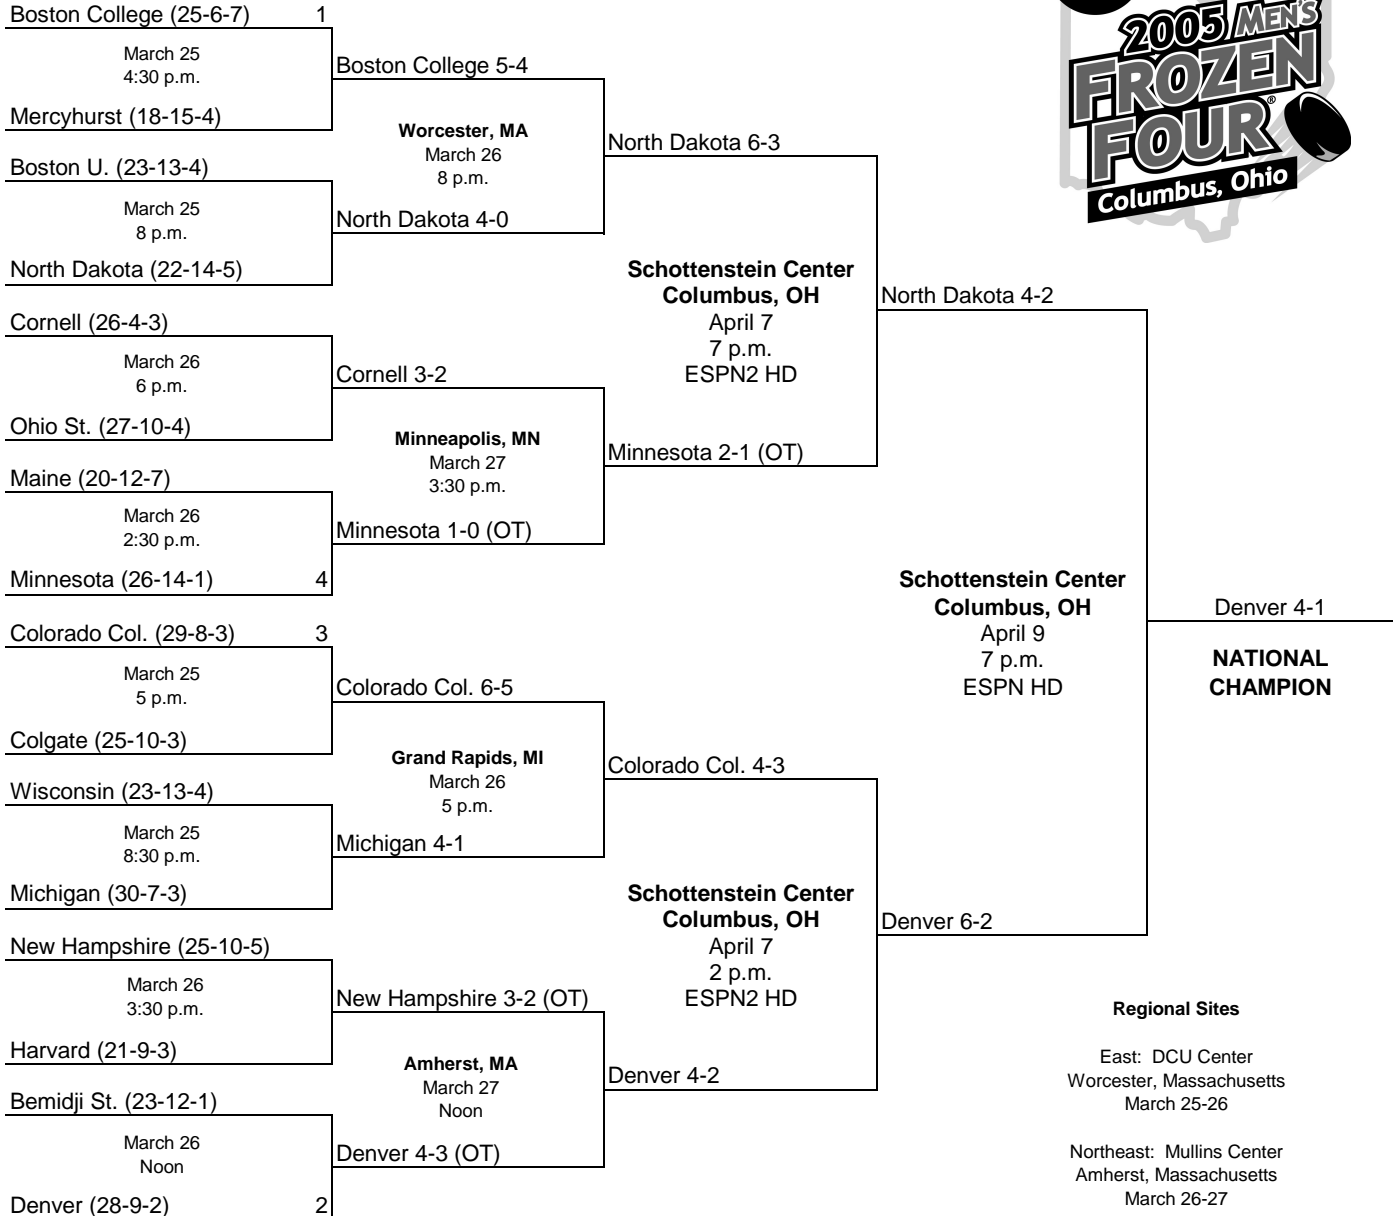 Boston College (25-6-7) 1
March 25
4:30 p.m.
Mercyhurst (18-15-4)
Boston U. (23-13-4)
March 25
8 p.m.
North Dakota (22-14-5)
Cornell (26-4-3)
March 26
6 p.m.
Ohio St. (27-10-4)
Maine (20-12-7)
March 26
2:30 p.m.
Minnesota (26-14-1) 4
Colorado Col. (29-8-3) 3
March 25
5 p.m.
Colgate (25-10-3)
Wisconsin (23-13-4)
March 25
8:30 p.m.
Michigan (30-7-3)
New Hampshire (25-10-5)
March 26
3:30 p.m.
Harvard (21-9-3)
Bemidji St. (23-12-1)
March 26
Noon
Denver (28-9-2) 2
Boston College 5-4
Worcester, MA
March 26
8 p.m.
North Dakota 4-0
Cornell 3-2
Minneapolis, MN
March 27
3:30 p.m.
Minnesota 1-0 (OT)
Colorado Col. 6-5
Grand Rapids, MI
March 26
5 p.m.
Michigan 4-1
New Hampshire 3-2 (OT)
Amherst, MA
March 27
Noon
Denver 4-3 (OT)
North Dakota 6-3
Schottenstein Center
Columbus, OH
April 7
7 p.m.
ESPN2 HD
Minnesota 2-1 (OT)
Colorado Col. 4-3
Schottenstein Center
Columbus, OH
April 7
2 p.m.
ESPN2 HD
Denver 4-2
North Dakota 4-2
Schottenstein Center
Columbus, OH
April 9
7 p.m.
ESPN HD
Denver 6-2
Denver 4-1
NATIONAL
CHAMPION
2005 MEN'S
FROZEN
FOUR®
Columbus, Ohio
Regional Sites
East: DCU Center
Worcester, Massachusetts
March 25-26
Northeast: Mullins Center
Amherst, Massachusetts
March 26-27